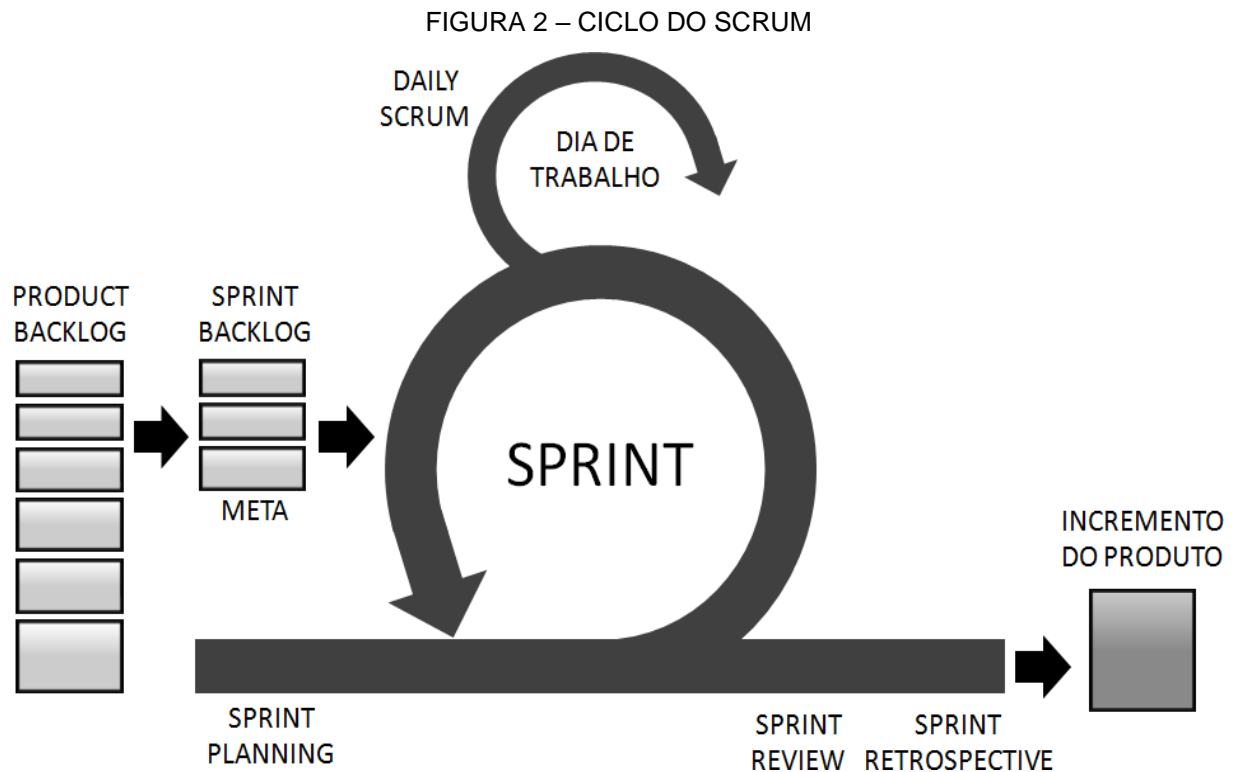 FIGURA 2 – CICLO DO SCRUM
DAILY
SCRUM
DIA DE
TRABALHO
PRODUCT
BACKLOG
SPRINT
BACKLOG
META
SPRINT
INCREMENTO
DO PRODUTO
SPRINT
PLANNING
SPRINT
REVIEW
SPRINT
RETROSPECTIVE